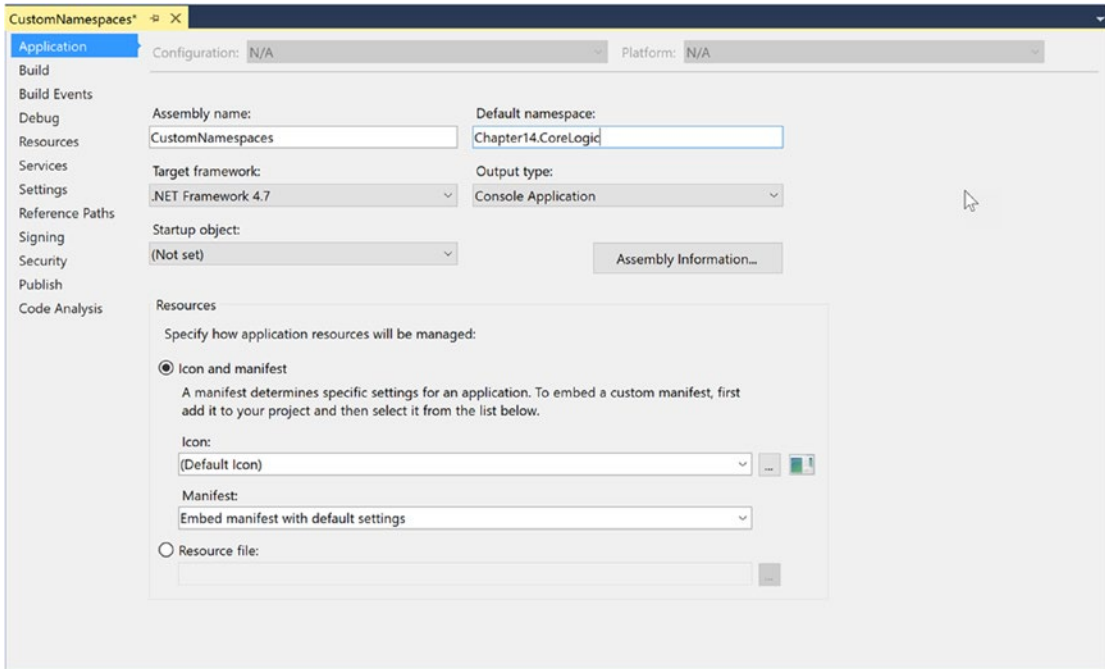 CustomNamespaces*
Application
Build
Build Events
Debug
Resources
Services
Settings
Reference Paths
Signing
Security
Publish
Code Analysis
Configuration: N/A Platform: N/A
Assembly name: Default namespace:
CustomNamespaces Chapter14.CoreLogic
Target framework: Output type:
.NET Framework 4.7 Console Application
Startup object:
(Not set) Assembly Information...
Resources
Specify how application resources will be managed:
Icon and manifest
A manifest determines specific settings for an application. To embed a custom manifest, first
add it to your project and then select it from the list below.
Icon:
(Default Icon) ...
Manifest:
Embed manifest with default settings
Resource file:
...